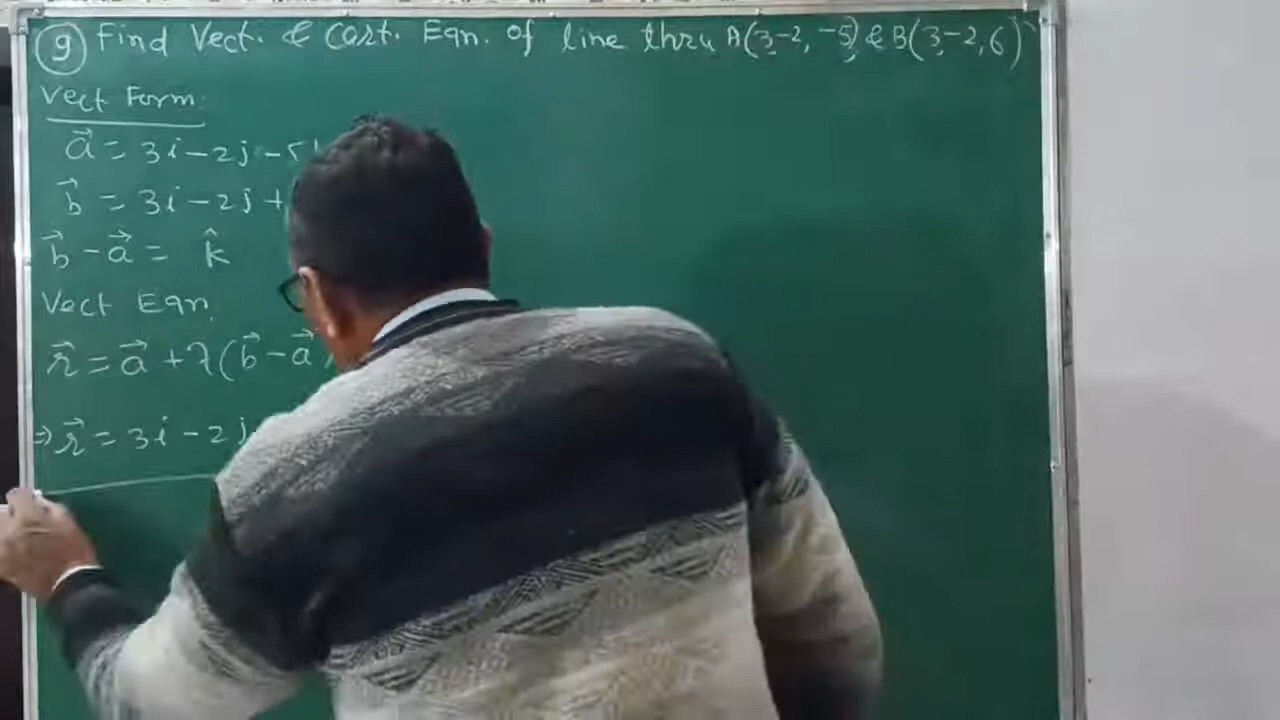 9 Find Vect. & Cart. Eqn. of line thru A(3,-2,-5) & B(3,-2,6)
Vect Form:
a⃗ = 3i-2j-5
b⃗ = 3i-2j+
b⃗-a⃗ = k̂
Vect Eqn.
r⃗ = a⃗+λ(b⃗-a⃗)
⇒ r⃗ = 3i-2j